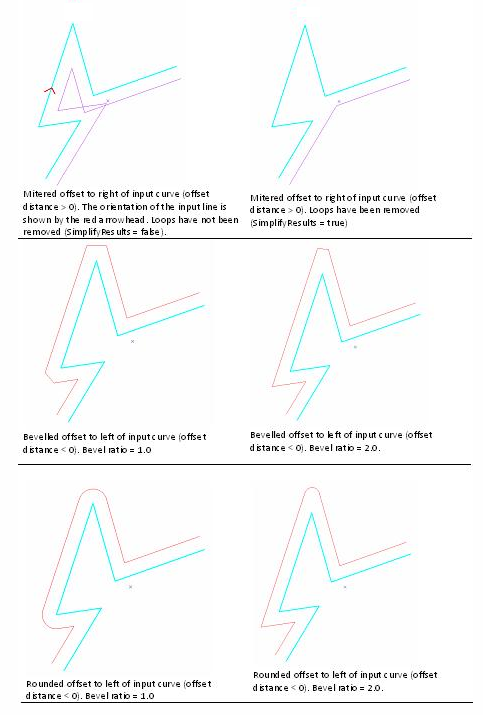 Mitered offset to right of input curve (offset
distance > 0). The orientation of the input line is
shown by the red arrowhead. Loops have not been
removed (SimplifyResults = false).
Mitered offset to right of input curve (offset
distance > 0). Loops have been removed
(SimplifyResults = true)
Bevelled offset to left of input curve (offset
distance < 0). Bevel ratio = 1.0
Bevelled offset to left of input curve (offset
distance < 0). Bevel ratio = 2.0.
Rounded offset to left of input curve (offset
distance < 0). Bevel ratio = 1.0
Rounded offset to left of input curve (offset
distance < 0). Bevel ratio = 2.0.